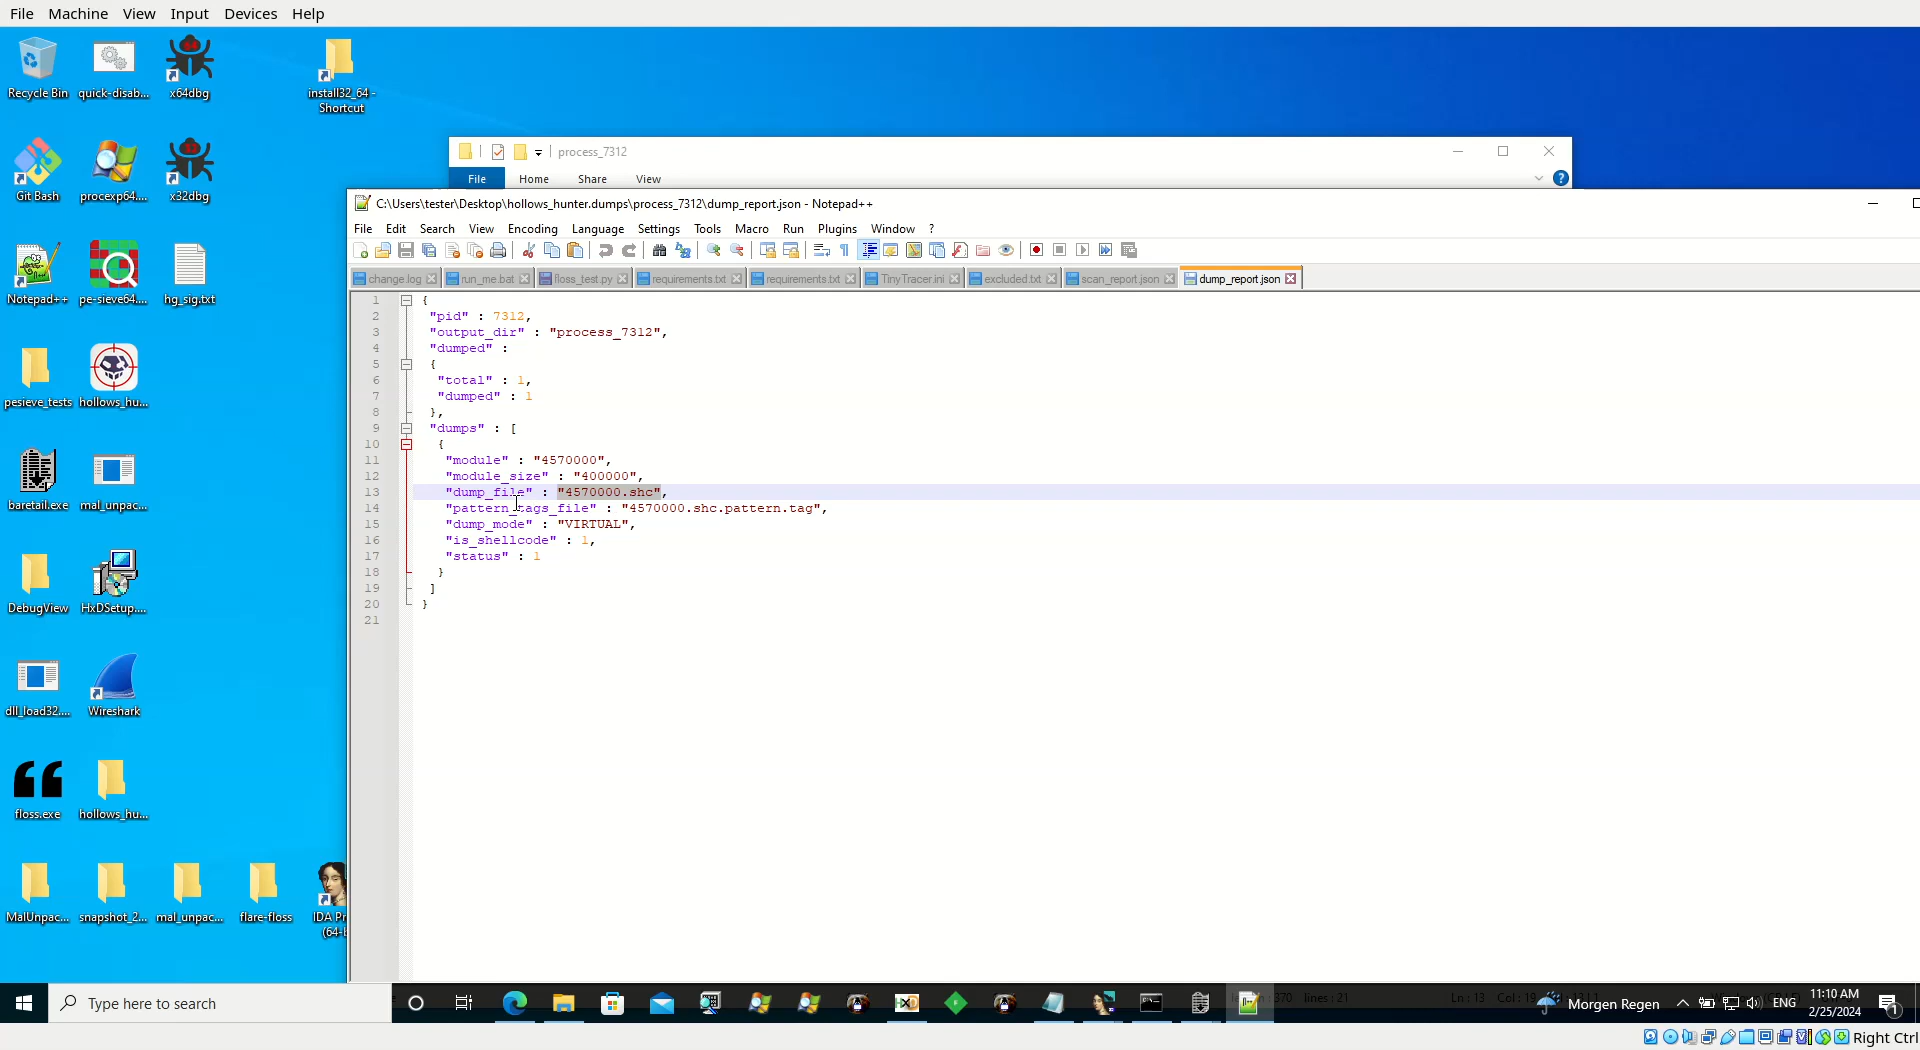 File Machine View Input Devices Help
Recycle Bin
quick-disab...
x64dbg
install32_64 -
Shortcut
process_7312
Git Bash
procexp64....
x32dbg
File Home Share View
C:\Users\tester\Desktop\hollows_hunter.dumps\process_7312\dump_report.json - Notepad++
File Edit Search View Encoding Language Settings Tools Macro Run Plugins Window ?
change.log run_me.bat floss_test.py requirements.txt requirements.txt TinyTracer.ini excluded.txt scan_report.json dump_report.json
Notepad++
pe-sieve64....
hg_sig.txt
1 {
2 "pid" : 7312,
3 "output_dir" : "process_7312",
4 "dumped" :
5 {
6 "total" : 1,
7 "dumped" : 1
8 },
9 "dumps" : [
10 {
11 "module" : "4570000",
12 "module_size" : "400000",
13 "dump_file" : "4570000.shc",
14 "pattern_tags_file" : "4570000.shc.pattern.tag",
15 "dump_mode" : "VIRTUAL",
16 "is_shellcode" : 1,
17 "status" : 1
18 }
19 ]
20 }
21
pesieve_tests
hollows_hu...
baretail.exe
mal_unpac...
DebugView
HxDSetup....
dll_load32....
Wireshark
floss.exe
hollows_hu...
MalUnpac...
snapshot_2...
mal_unpac...
flare-floss
IDA Pr
(64-b
Type here to search
Morgen Regen
ENG
11:10 AM
2/25/2024
Right Ctrl